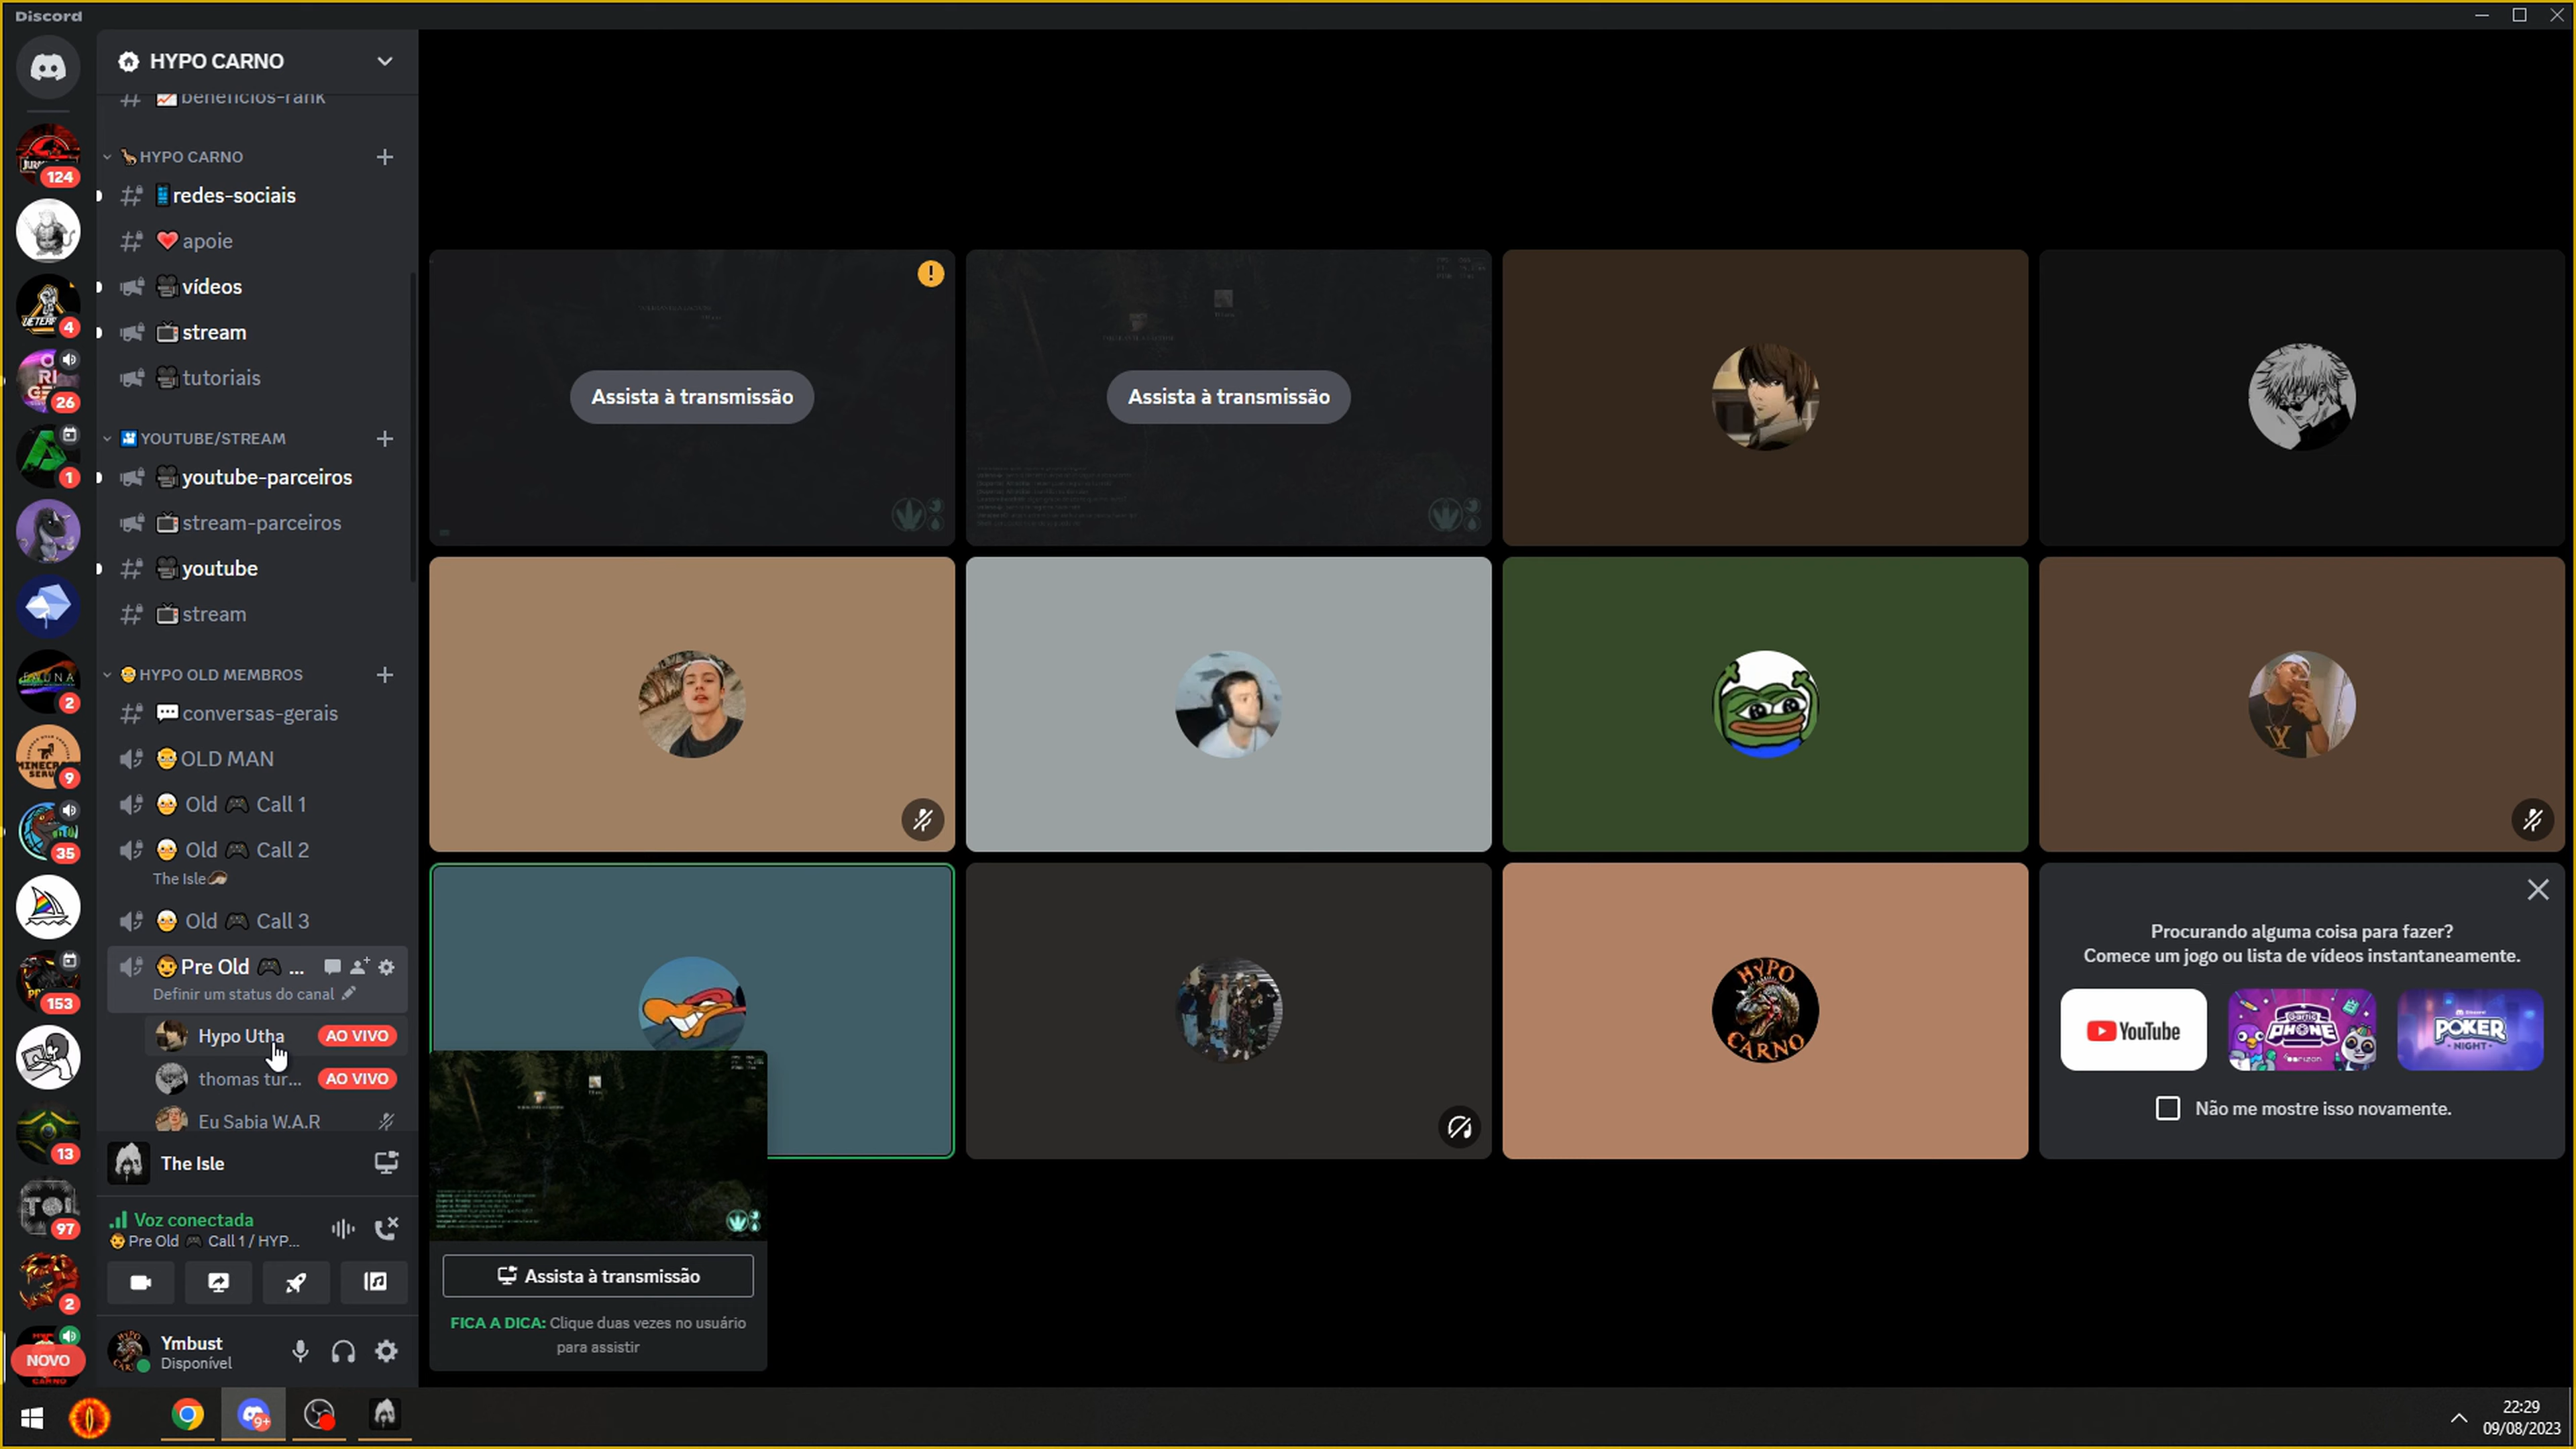 Discord
HYPO CARNO
benefícios-rank
HYPO CARNO
redes-sociais
apoie
vídeos
stream
tutoriais
YOUTUBE/STREAM
youtube-parceiros
stream-parceiros
youtube
stream
HYPO OLD MEMBROS
conversas-gerais
OLD MAN
Old Call 1
Old Call 2
The Isle
Old Call 3
Pre Old ...
Definir um status do canal
Hypo Utha AO VIVO
thomas tur... AO VIVO
Eu Sabia W.A.R
The Isle
Voz conectada
Pre Old Call 1 / HYP...
Ymbust
Disponível
124
4
26
1
2
9
35
153
13
97
2
NOVO
Assista à transmissão
Assista à transmissão
HYPO
CARNO
Procurando alguma coisa para fazer?
Comece um jogo ou lista de vídeos instantaneamente.
YouTube
Gartic
PHONE
Discord
POKER
NIGHT
Não me mostre isso novamente.
Assista à transmissão
FICA A DICA: Clique duas vezes no usuário
para assistir
9+
22:29
09/08/2023